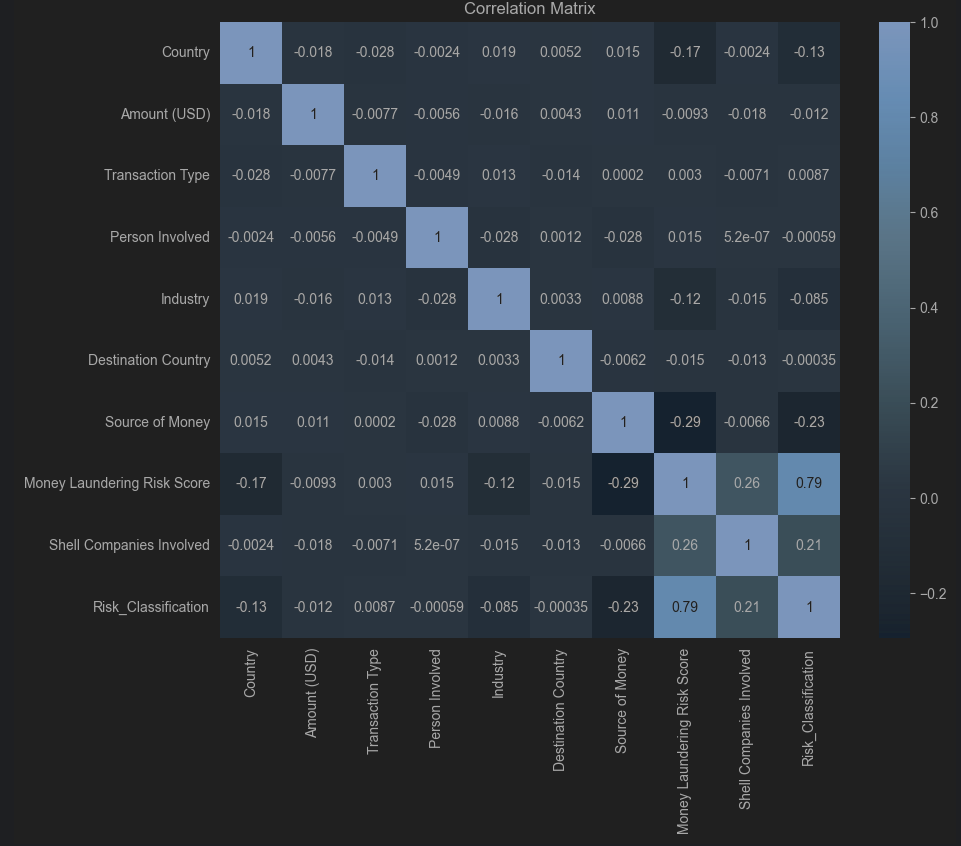 Correlation Matrix
Country 1 -0.018 -0.028 -0.0024 0.019 0.0052 0.015 -0.17 -0.0024 -0.13
Amount (USD) -0.018 1 -0.0077 -0.0056 -0.016 0.0043 0.011 -0.0093 -0.018 -0.012
Transaction Type -0.028 -0.0077 1 -0.0049 0.013 -0.014 0.0002 0.003 -0.0071 0.0087
Person Involved -0.0024 -0.0056 -0.0049 1 -0.028 0.0012 -0.028 0.015 5.2e-07 -0.00059
Industry 0.019 -0.016 0.013 -0.028 1 0.0033 0.0088 -0.12 -0.015 -0.085
Destination Country 0.0052 0.0043 -0.014 0.0012 0.0033 1 -0.0062 -0.015 -0.013 -0.00035
Source of Money 0.015 0.011 0.0002 -0.028 0.0088 -0.0062 1 -0.29 -0.0066 -0.23
Money Laundering Risk Score -0.17 -0.0093 0.003 0.015 -0.12 -0.015 -0.29 1 0.26 0.79
Shell Companies Involved -0.0024 -0.018 -0.0071 5.2e-07 -0.015 -0.013 -0.0066 0.26 1 0.21
Risk_Classification -0.13 -0.012 0.0087 -0.00059 -0.085 -0.00035 -0.23 0.79 0.21 1
Country
Amount (USD)
Transaction Type
Person Involved
Industry
Destination Country
Source of Money
Money Laundering Risk Score
Shell Companies Involved
Risk_Classification
1.0
0.8
0.6
0.4
0.2
0.0
−0.2